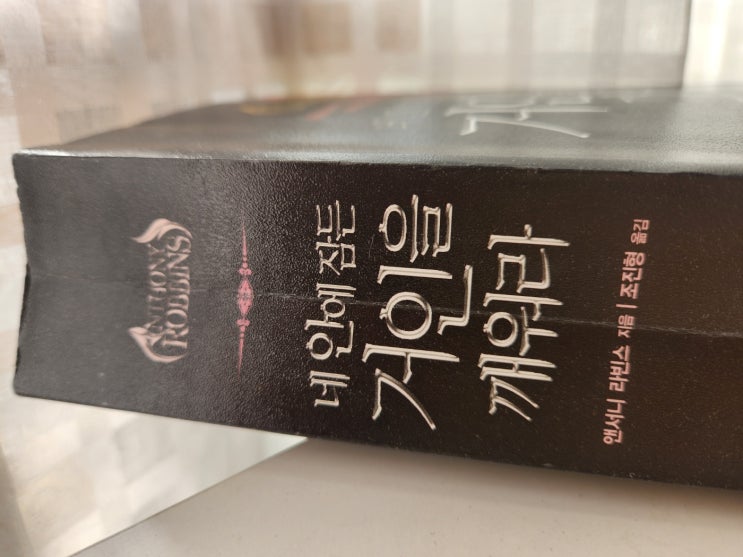 ANTHONY
ROBBINS
네 안에 잠든
거인을
깨워라
앤서니 라빈스 지음 | 조진형 옮김